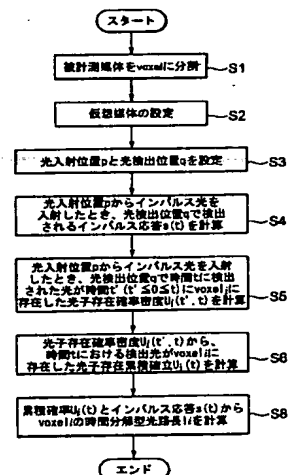 スタート
被計測媒体をvoxelに分割
S1
仮想媒体の設定
S2
光入射位置pと光検出位置qを設定
S3
光入射位置pからインパルス光を
入射したとき、光検出位置qで検出
されるインパルス応答s(t)を計算
S4
光入射位置pからインパルス光を入射
したとき、光検出位置qで時間tに検出
された光が時間t'(t'≦0≦t)にvoxel iに
存在した光子存在確率密度Ui(t',t)を計算
S5
光子存在確率密度Ui(t',t)から、
時間tにおける検出光がvoxel iに
存在した光子存在累積確立Ui(t)を計算
S6
累積確率Ui(t)とインパルス応答s(t)から
voxel iの時間分解型光路長liを計算
S8
エンド